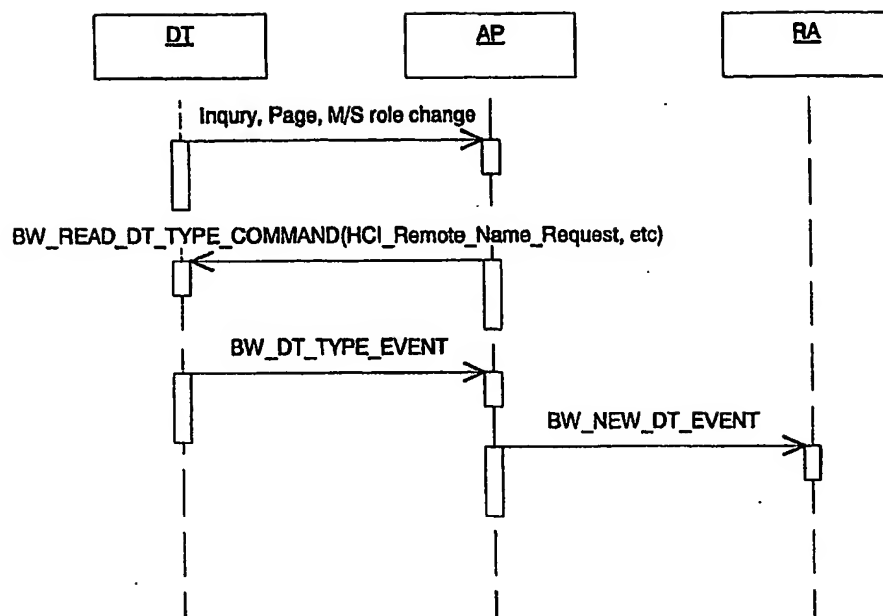 DT
AP
RA
Inqury, Page, M/S role change
BW_READ_DT_TYPE_COMMAND(HCI_Remote_Name_Request, etc)
BW_DT_TYPE_EVENT
BW_NEW_DT_EVENT